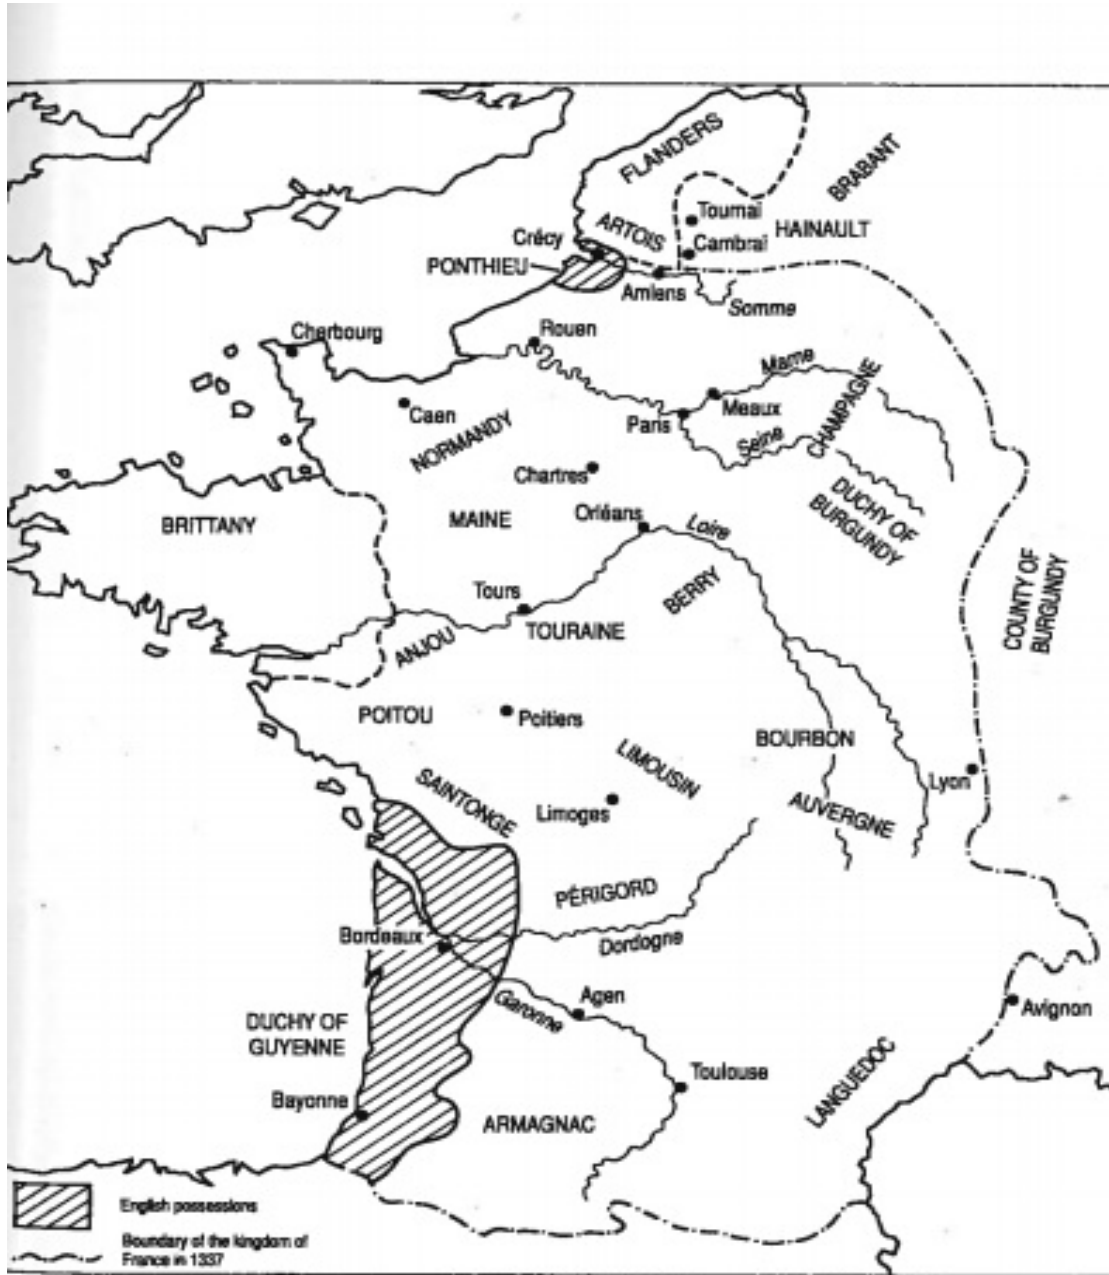 FLANDERS
BRABANT
Tournai
HAINAULT
ARTOIS
Crécy
Cambrai
PONTHIEU
Amiens
Somme
Cherbourg
Rouen
Marne
Caen
Paris
Meaux
CHAMPAGNE
NORMANDY
Seine
Chartres
DUCHY OF
BURGUNDY
BRITTANY
MAINE
Orléans
Loire
Tours
BERRY
COUNTY OF
BURGUNDY
ANJOU
TOURAINE
POITOU
Poitiers
BOURBON
LIMOUSIN
SAINTONGE
Limoges
Lyon
AUVERGNE
PÉRIGORD
Bordeaux
Dordogne
Garonne
Agen
Avignon
DUCHY OF
GUYENNE
Toulouse
LANGUEDOC
Bayonne
ARMAGNAC
English possessions
Boundary of the kingdom of
France in 1337